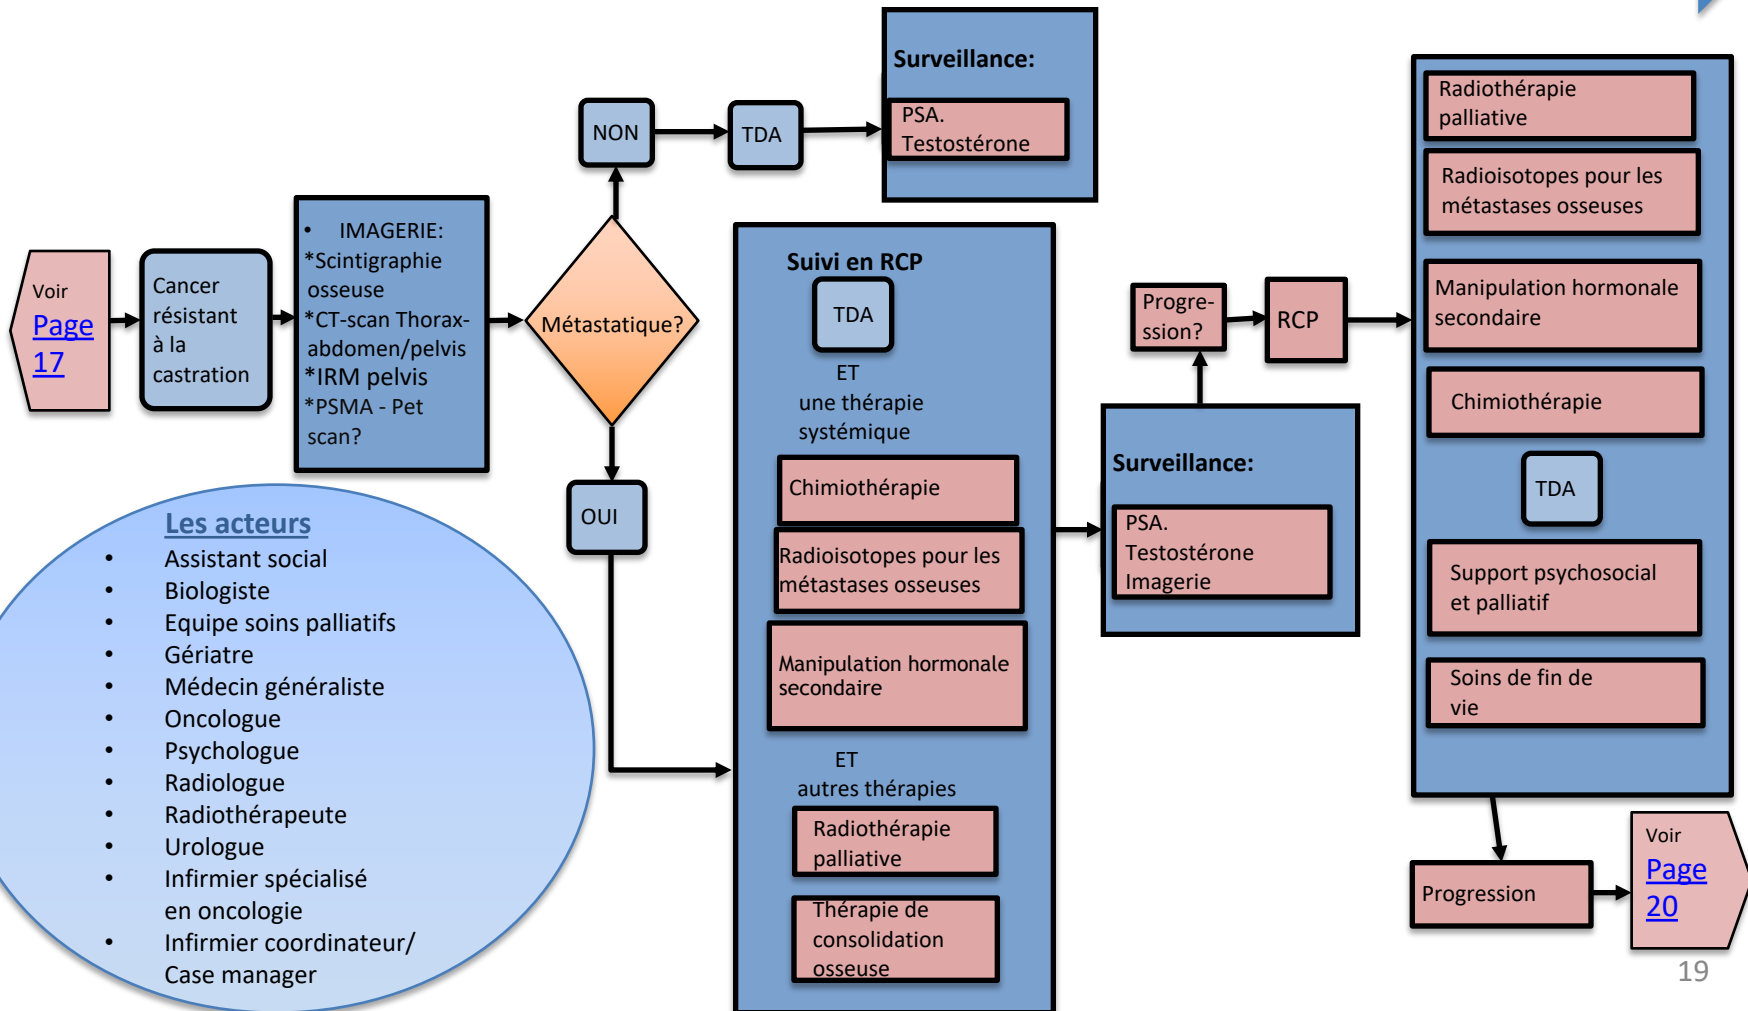 Voir
Page
17
Cancer
résistant
à la
castration
• IMAGERIE:
*Scintigraphie
osseuse
*CT-scan Thorax-
abdomen/pelvis
*IRM pelvis
*PSMA - Pet
scan?
Métastatique?
NON
TDA
Surveillance:
PSA.
Testostérone
OUI
Suivi en RCP
TDA
ET
une thérapie
systémique
Chimiothérapie
Radioisotopes pour les
métastases osseuses
Manipulation hormonale
secondaire
ET
autres thérapies
Radiothérapie
palliative
Thérapie de
consolidation
osseuse
Surveillance:
PSA.
Testostérone
Imagerie
Progre-
ssion?
RCP
Radiothérapie
palliative
Radioisotopes pour les
métastases osseuses
Manipulation hormonale
secondaire
Chimiothérapie
TDA
Support psychosocial
et palliatif
Soins de fin de
vie
Progression
Voir
Page
20
Les acteurs
• Assistant social
• Biologiste
• Equipe soins palliatifs
• Gériatre
• Médecin généraliste
• Oncologue
• Psychologue
• Radiologue
• Radiothérapeute
• Urologue
• Infirmier spécialisé
en oncologie
• Infirmier coordinateur/
Case manager
19